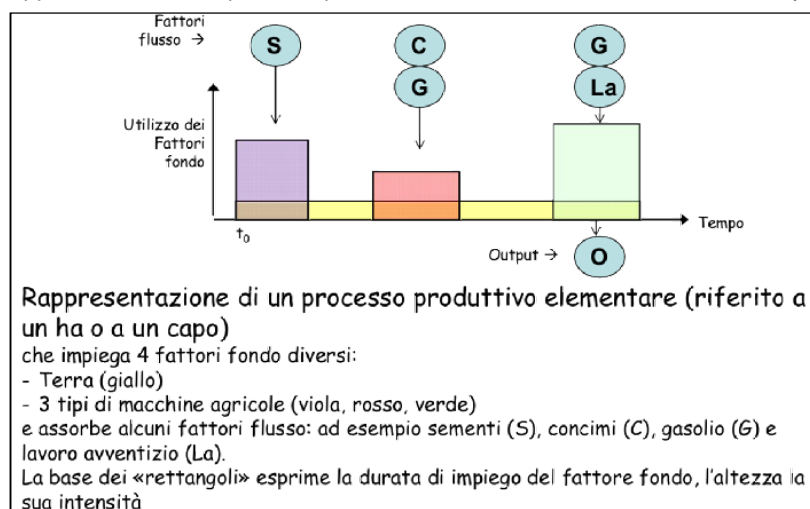 Fattori
flusso →
S
C
G
G
La
Utilizzo dei
Fattori
fondo
t0
Tempo
Output →
O
Rappresentazione di un processo produttivo elementare (riferito a
un ha o a un capo)
che impiega 4 fattori fondo diversi:
- Terra (giallo)
- 3 tipi di macchine agricole (viola, rosso, verde)
e assorbe alcuni fattori flusso: ad esempio sementi (S), concimi (C), gasolio (G) e
lavoro avventizio (La).
La base dei «rettangoli» esprime la durata di impiego del fattore fondo, l'altezza la
sua intensità